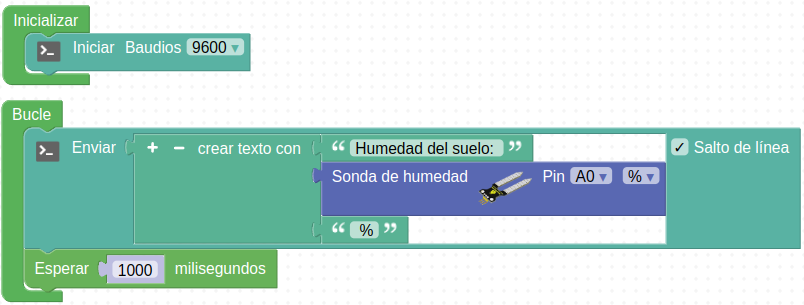 Inicializar
Iniciar Baudios 9600
Bucle
Enviar + − crear texto con “ Humedad del suelo: ” Salto de línea
Sonda de humedad Pin A0 %
“ % ”
Esperar 1000 milisegundos